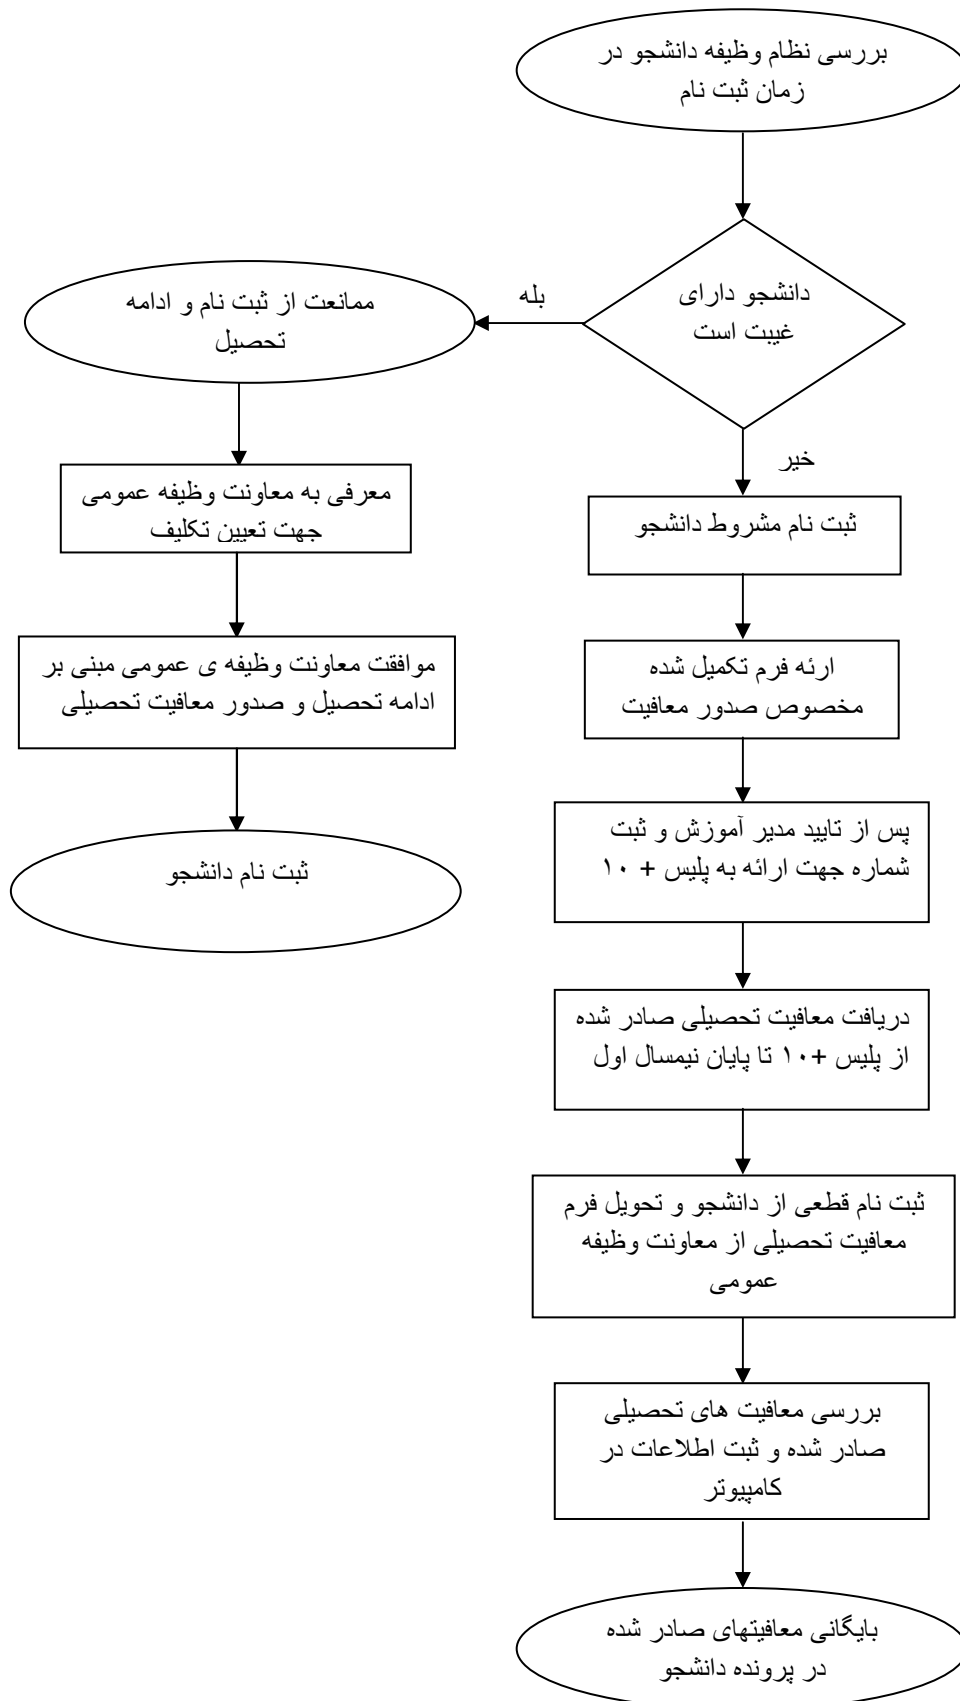 بررسی نظام وظیفه دانشجو در
زمان ثبت نام
دانشجو دارای
غیبت است
بله
ممانعت از ثبت نام و ادامه
تحصیل
معرفی به معاونت وظیفه عمومی
جهت تعیین تکلیف
موافقت معاونت وظیفه ی عمومی مبنی بر
ادامه تحصیل و صدور معافیت تحصیلی
ثبت نام دانشجو
خیر
ثبت نام مشروط دانشجو
ارئه فرم تکمیل شده
مخصوص صدور معافیت
پس از تایید مدیر آموزش و ثبت
شماره جهت ارائه به پلیس + ۱۰
دریافت معافیت تحصیلی صادر شده
از پلیس +۱۰ تا پایان نیمسال اول
ثبت نام قطعی از دانشجو و تحویل فرم
معافیت تحصیلی از معاونت وظیفه
عمومی
بررسی معافیت های تحصیلی
صادر شده و ثبت اطلاعات در
کامپیوتر
بایگانی معافیتهای صادر شده
در پرونده دانشجو